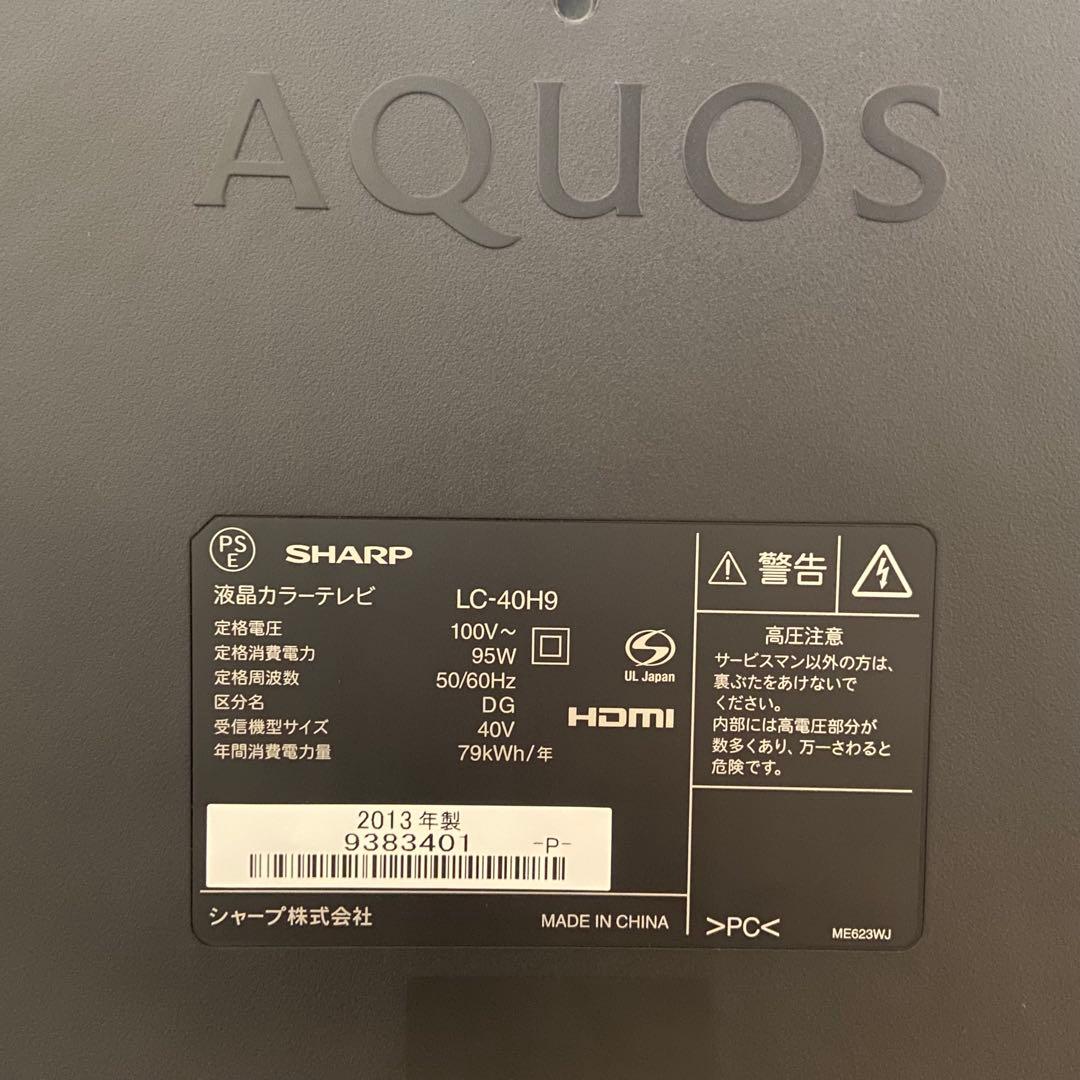 AQUOS
PS
E
SHARP
液晶カラーテレビ LC-40H9
定格電圧 100V~
定格消費電力 95W
定格周波数 50/60Hz
区分名 DG
受信機型サイズ 40V
年間消費電力量 79kWh/年
UL Japan
HDMI
2013年製
9383401 -P-
シャープ株式会社 MADE IN CHINA
警告
高圧注意
サービスマン以外の方は、
裏ぶたをあけないで
ください。
内部には高電圧部分が
数多くあり、万一さわると
危険です。
>PC< ME623WJ